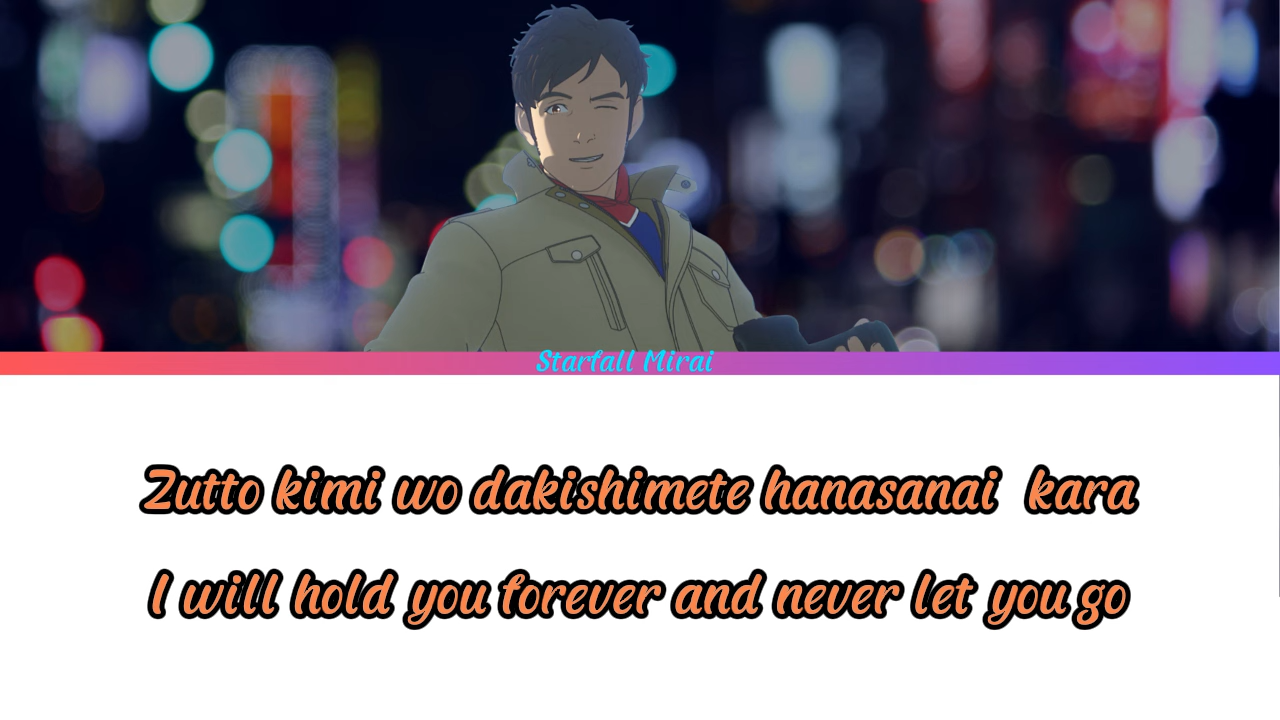 Starfall Mirai
Zutto kimi wo dakishimete hanasanai kara
I will hold you forever and never let you go